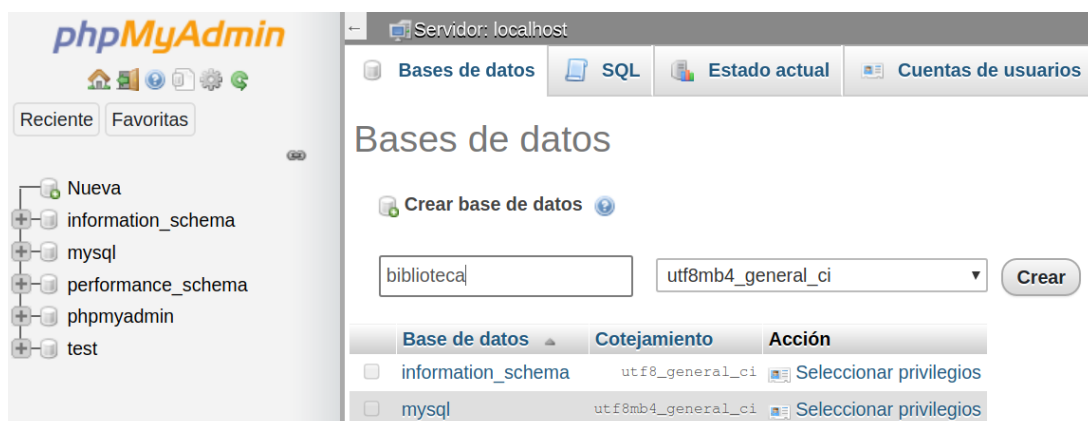 phpMyAdmin
Reciente Favoritas
Nueva
information_schema
mysql
performance_schema
phpmyadmin
test
Servidor: localhost
Bases de datos SQL Estado actual Cuentas de usuarios
Bases de datos
Crear base de datos
biblioteca utf8mb4_general_ci Crear
Base de datos Cotejamiento Acción
information_schema utf8_general_ci Seleccionar privilegios
mysql utf8mb4_general_ci Seleccionar privilegios